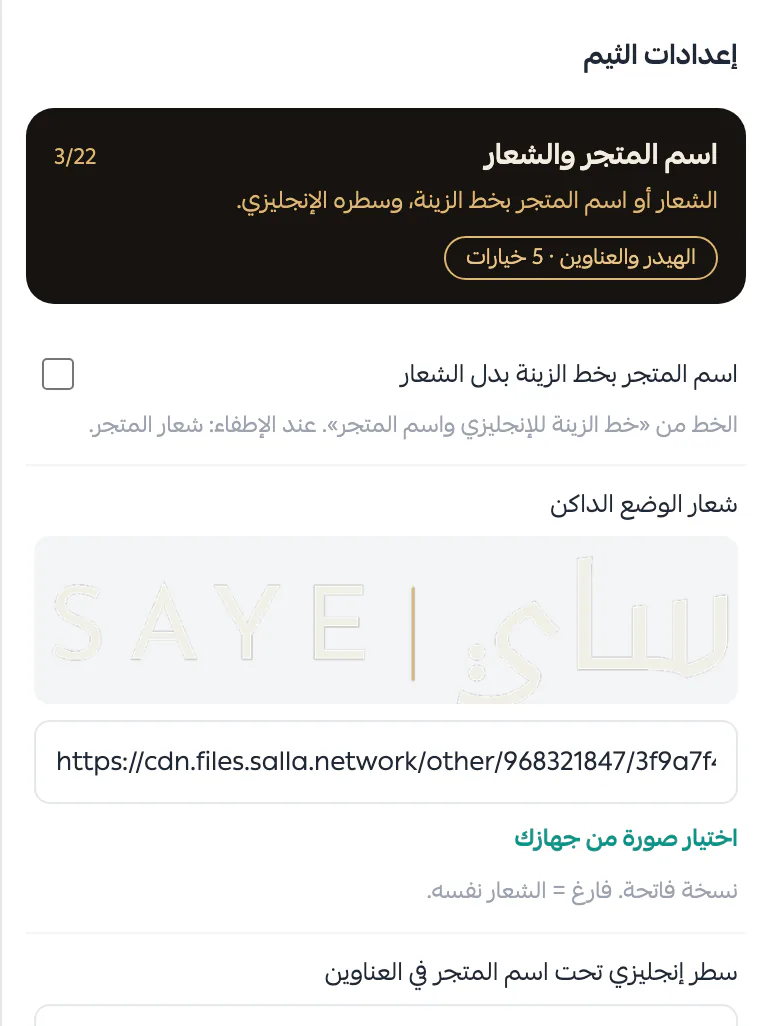 إعدادات الثيم
اسم المتجر والشعار
3/22
الشعار أو اسم المتجر بخط الزينة، وسطره الإنجليزي.
الهيدر والعناوين · 5 خيارات
اسم المتجر بخط الزينة بدل الشعار
الخط من «خط الزينة للإنجليزي واسم المتجر». عند الإطفاء: شعار المتجر.
شعار الوضع الداكن
ساي | SAYE
https://cdn.files.salla.network/other/968321847/3f9a7f
اختيار صورة من جهازك
نسخة فاتحة. فارغ = الشعار نفسه.
سطر إنجليزي تحت اسم المتجر في العناوين